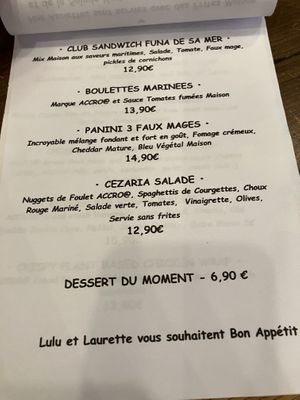 • CLUB SANDWICH FUNA DE SA MER •
Mix Maison aux saveurs maritimes, Salade, Tomate, Faux mage,
pickles de cornichons
12,90€
• BOULETTES MARINEES •
Marque ACCRO® et Sauce Tomates fumées Maison
13,90€
• PANINI 3 FAUX MAGES •
Incroyable mélange fondant et fort en goût, Fomage crémeux,
Cheddar Mature, Bleu Végétal Maison
14,90€
• CEZARIA SALADE •
Nuggets de Foulet ACCRO®, Spaghettis de Courgettes, Choux
Rouge Mariné, Salade verte, Tomates, Vinaigrette, Olives,
Servie sans frites
12,90€
DESSERT DU MOMENT - 6,90 €
Lulu et Laurette vous souhaitent Bon Appétit